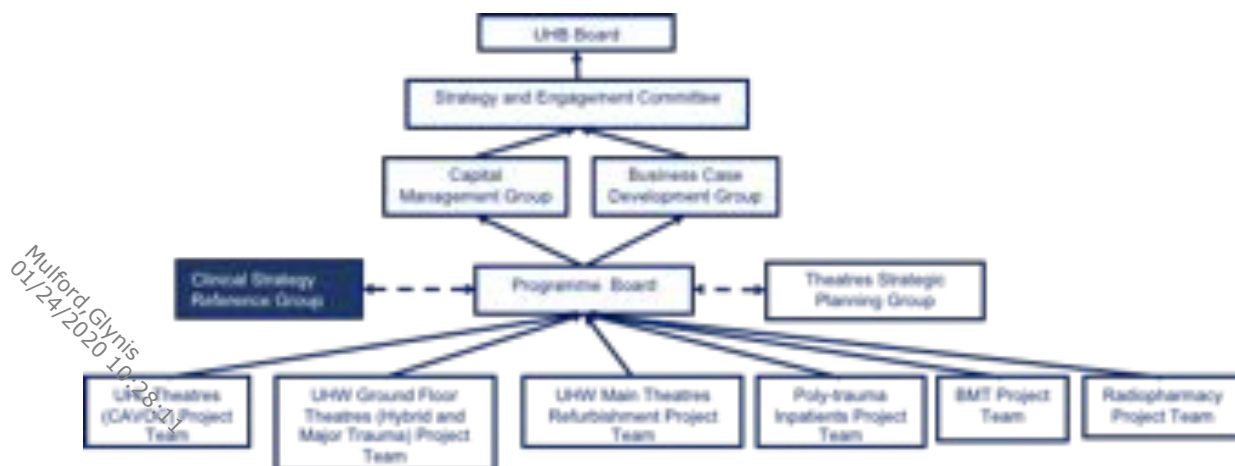 UHB Board
Strategy and Engagement Committee
Capital
Management Group
Business Case
Development Group
Clinical Strategy
Reference Group
Programme Board
Theatres Strategic
Planning Group
Mulford,Glynis
01/24/2020 10:28:11
Theatres
Project
Team
UHW Ground Floor
Theatres (Hybrid and
Major Trauma) Project
Team
UHW Main Theatres
Refurbishment Project
Team
Poly-trauma
Inpatients Project
Team
BMT Project
Team
Radiopharmacy
Project Team